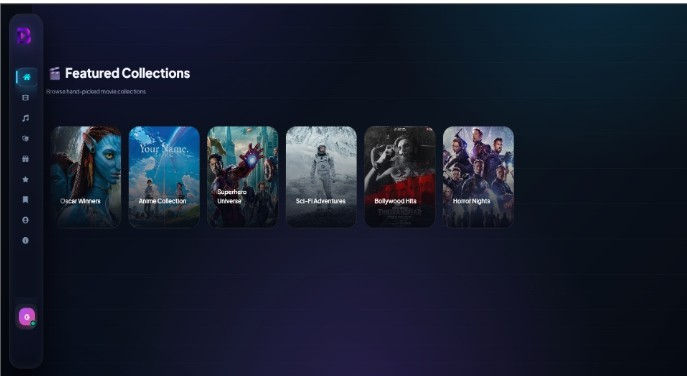 Featured Collections
Browse hand-picked movie collections
Your Name.
Oscar Winners
Anime Collection
Superhero
Universe
Sci-Fi Adventures
Bollywood Hits
Horror Nights
G